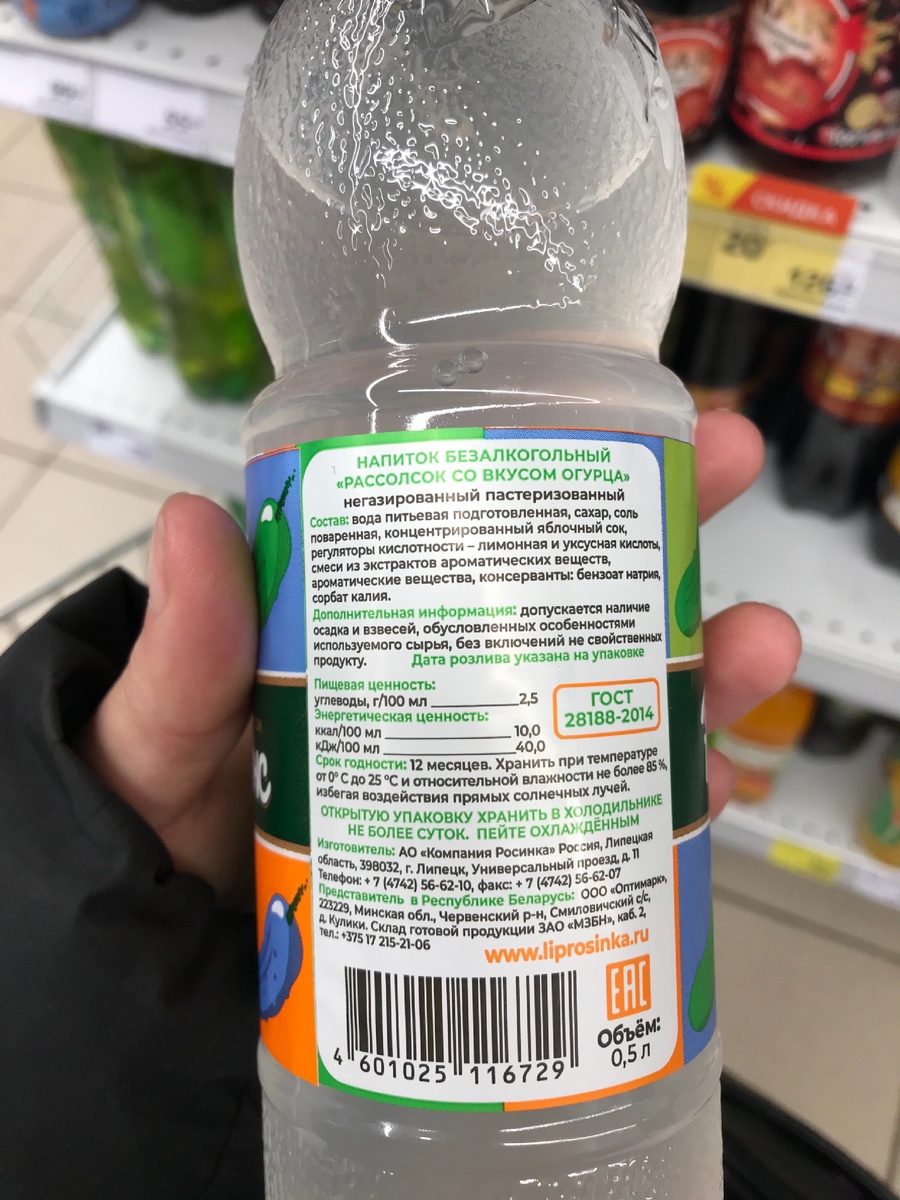 СКИДКА
20
НАПИТОК БЕЗАЛКОГОЛЬНЫЙ
«РАССОЛСОК СО ВКУСОМ ОГУРЦА»
негазированный пастеризованный
Состав: вода питьевая подготовленная, сахар, соль
поваренная, концентрированный яблочный сок,
регуляторы кислотности – лимонная и уксусная кислоты,
смеси из экстрактов ароматических веществ,
ароматические вещества, консерванты: бензоат натрия,
сорбат калия.
Дополнительная информация: допускается наличие
осадка и взвесей, обусловленных особенностями
используемого сырья, без включений не свойственных
продукту. Дата розлива указана на упаковке
Пищевая ценность:
углеводы, г/100 мл 2,5
Энергетическая ценность:
ккал/100 мл 10,0
кДж/100 мл 40,0
ГОСТ
28188-2014
Срок годности: 12 месяцев. Хранить при температуре
от 0° С до 25 °С и относительной влажности не более 85 %,
избегая воздействия прямых солнечных лучей.
ОТКРЫТУЮ УПАКОВКУ ХРАНИТЬ В ХОЛОДИЛЬНИКЕ
НЕ БОЛЕЕ СУТОК. ПЕЙТЕ ОХЛАЖДЁННЫМ
Изготовитель: АО «Компания Росинка» Россия, Липецкая
область, 398032, г. Липецк, Универсальный проезд, д. 11
Телефон: + 7 (4742) 56-62-10, факс: + 7 (4742) 56-62-07
Представитель в Республике Беларусь: ООО «Оптимарк»,
223229, Минская обл., Червенский р-н, Смиловичский с/с,
д. Кулики. Склад готовой продукции ЗАО «МЗБН», каб. 2,
тел.: +375 17 215-21-06
www.liprosinka.ru
EAC
Объём:
0,5 л
4 601025 116729